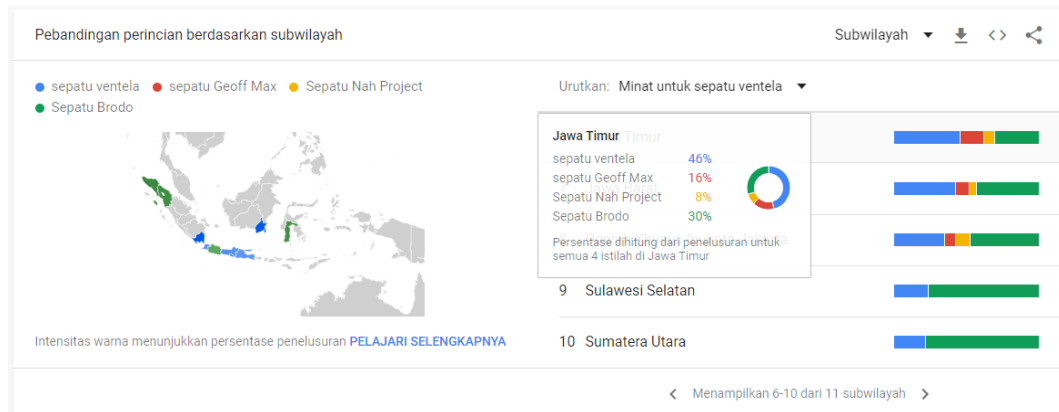 Pebandingan perincian berdasarkan subwilayah
Subwilayah
sepatu ventela
sepatu Geoff Max
Sepatu Nah Project
Sepatu Brodo
Urutkan: Minat untuk sepatu ventela
Jawa Timur
Timur
sepatu ventela 46%
sepatu Geoff Max 16%
Jawa Barat
Sepatu Nah Project 8%
Sepatu Brodo 30%
Persentase dihitung dari penelusuran untuk
semua 4 istilah di Jawa Timur
9 Sulawesi Selatan
10 Sumatera Utara
Intensitas warna menunjukkan persentase penelusuran PELAJARI SELENGKAPNYA
Menampilkan 6-10 dari 11 subwilayah